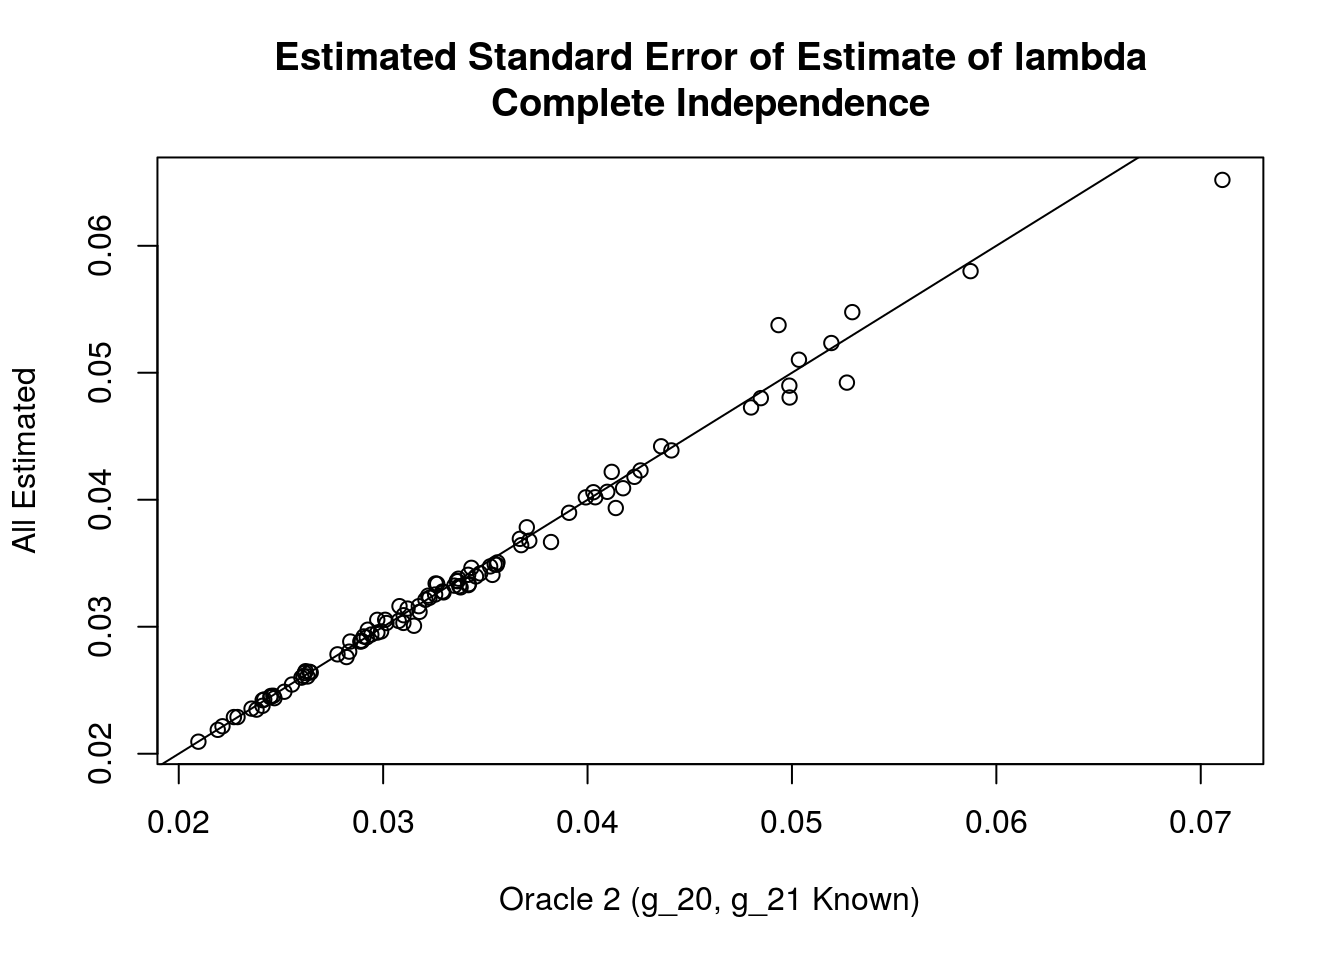 Estimated Standard Error of Estimate of lambda
Complete Independence
All Estimated
0.06
0.05
0.04
0.03
0.02
0.02 0.03 0.04 0.05 0.06 0.07
Oracle 2 (g_20, g_21 Known)